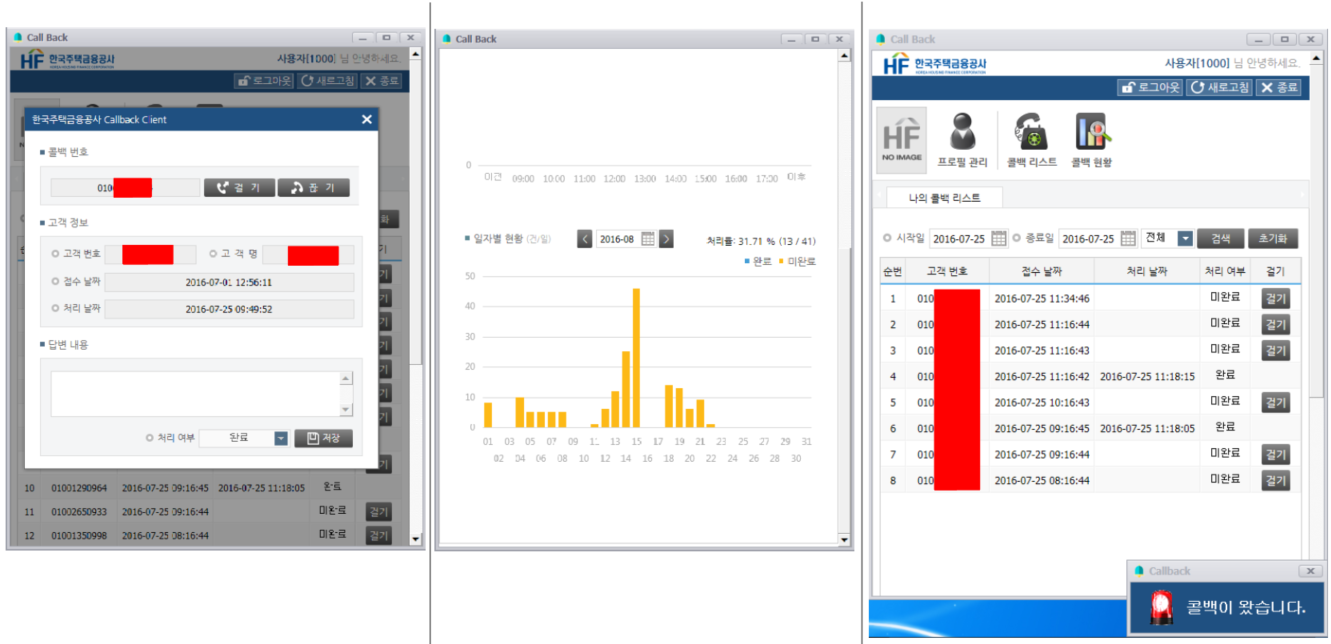 Call Back
HF 한국주택금융공사
KOREA HOUSING FINANCE CORPORATION
사용자[1000] 님 안녕하세요.
로그아웃 새로고침 종료
한국주택금융공사 Callback Client
콜백 번호
010
걸 기 끊 기
고객 정보
고객 번호 고 객 명
접수 날짜 2016-07-01 12:56:11
처리 날짜 2016-07-25 09:49:52
답변 내용
처리 여부 완료 저장
10 01001290964 2016-07-25 09:16:45 2016-07-25 11:18:05 완료
11 01002650933 2016-07-25 09:16:44 미완료 걸기
12 01001350998 2016-07-25 08:16:44 미완료 걸기
Call Back
0
이전 09:00 10:00 11:00 12:00 13:00 14:00 15:00 16:00 17:00 이후
일자별 현황 (건/일) 2016-08 처리률: 31.71 % (13 / 41)
완료 미완료
50
40
30
20
10
0
01 03 05 07 09 11 13 15 17 19 21 23 25 27 29 31
02 04 06 08 10 12 14 16 18 20 22 24 26 28 30
Call Back
HF 한국주택금융공사
KOREA HOUSING FINANCE CORPORATION
사용자[1000] 님 안녕하세요.
로그아웃 새로고침 종료
HF
NO IMAGE 프로필 관리 콜백 리스트 콜백 현황
나의 콜백 리스트
시작일 2016-07-25 종료일 2016-07-25 전체 검색 초기화
순번 고객 번호 접수 날짜 처리 날짜 처리 여부 걸기
1 010 2016-07-25 11:34:46 미완료 걸기
2 010 2016-07-25 11:16:44 미완료 걸기
3 010 2016-07-25 11:16:43 미완료 걸기
4 010 2016-07-25 11:16:42 2016-07-25 11:18:15 완료
5 010 2016-07-25 10:16:43 미완료 걸기
6 010 2016-07-25 09:16:45 2016-07-25 11:18:05 완료
7 010 2016-07-25 09:16:44 미완료 걸기
8 010 2016-07-25 08:16:44 미완료 걸기
Callback
콜백이 왔습니다.